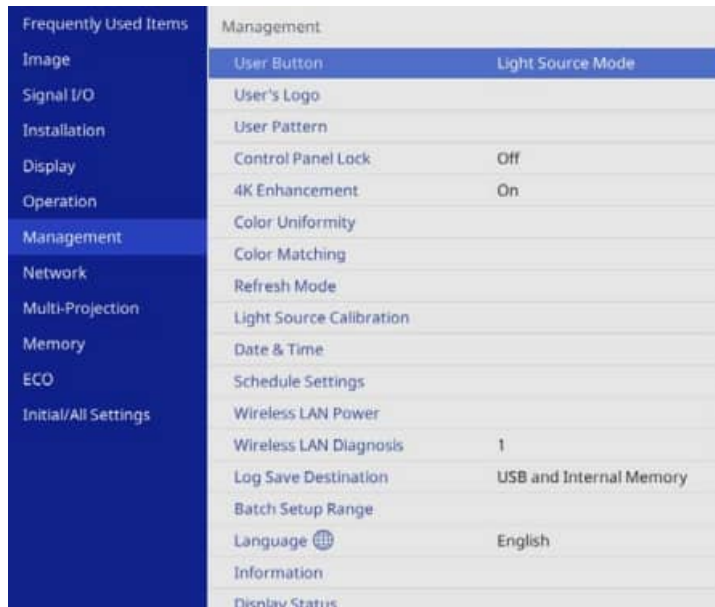 Frequently Used Items
Image
Signal I/O
Installation
Display
Operation
Management
Network
Multi-Projection
Memory
ECO
Initial/All Settings
Management
User Button Light Source Mode
User's Logo
User Pattern
Control Panel Lock Off
4K Enhancement On
Color Uniformity
Color Matching
Refresh Mode
Light Source Calibration
Date & Time
Schedule Settings
Wireless LAN Power
Wireless LAN Diagnosis 1
Log Save Destination USB and Internal Memory
Batch Setup Range
Language English
Information
Display Status